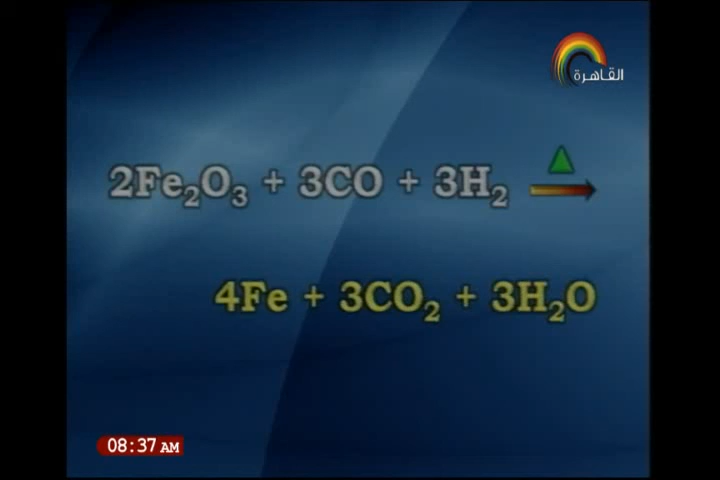 القاهرة
2Fe₂O₃ + 3CO + 3H₂ →
4Fe + 3CO₂ + 3H₂O
08:37 AM